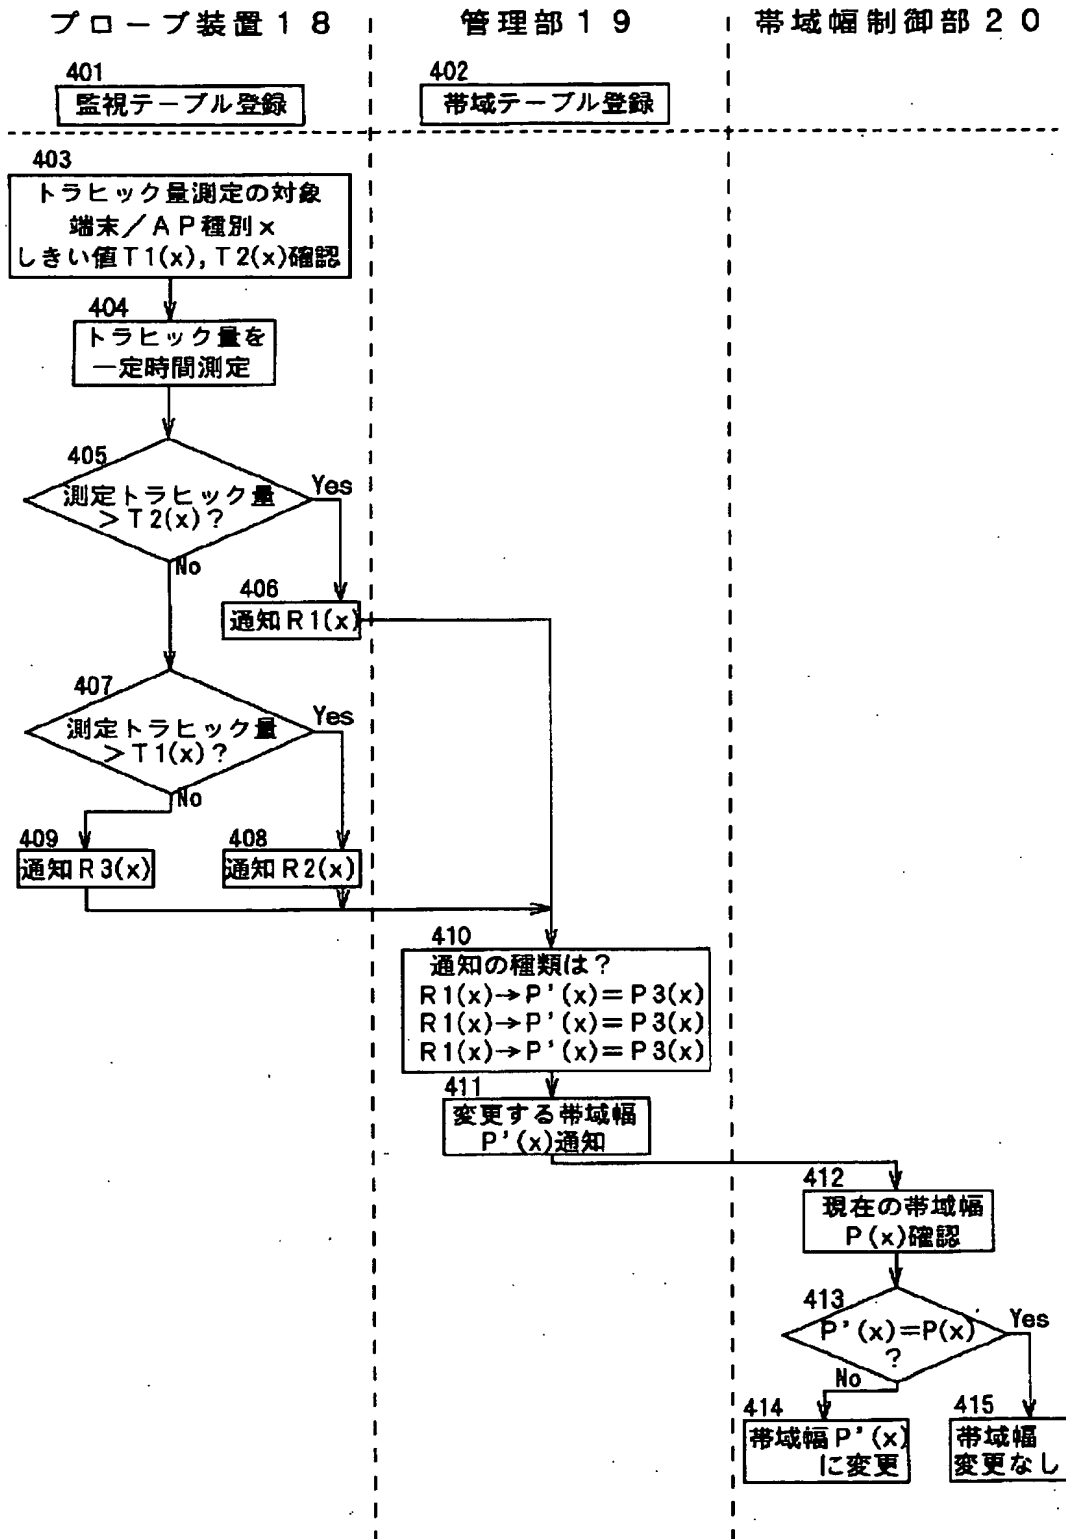 プローブ装置１８
管理部１９
帯域幅制御部２０
401
監視テーブル登録
402
帯域テーブル登録
403
トラヒック量測定の対象
端末／ＡＰ種別ｘ
しきい値Ｔ1(x),Ｔ2(x)確認
404
トラヒック量を
一定時間測定
405
測定トラヒック量
＞Ｔ2(x)？
Yes
No
406
通知Ｒ1(x)
407
測定トラヒック量
＞Ｔ1(x)？
Yes
No
409
通知Ｒ3(x)
408
通知Ｒ2(x)
410
通知の種類は？
Ｒ1(x)→Ｐ'(x)＝Ｐ3(x)
Ｒ1(x)→Ｐ'(x)＝Ｐ3(x)
Ｒ1(x)→Ｐ'(x)＝Ｐ3(x)
411
変更する帯域幅
Ｐ'(x)通知
412
現在の帯域幅
Ｐ(x)確認
413
Ｐ'(x)＝Ｐ(x)
？
Yes
No
414
帯域幅Ｐ'(x)
に変更
415
帯域幅
変更なし